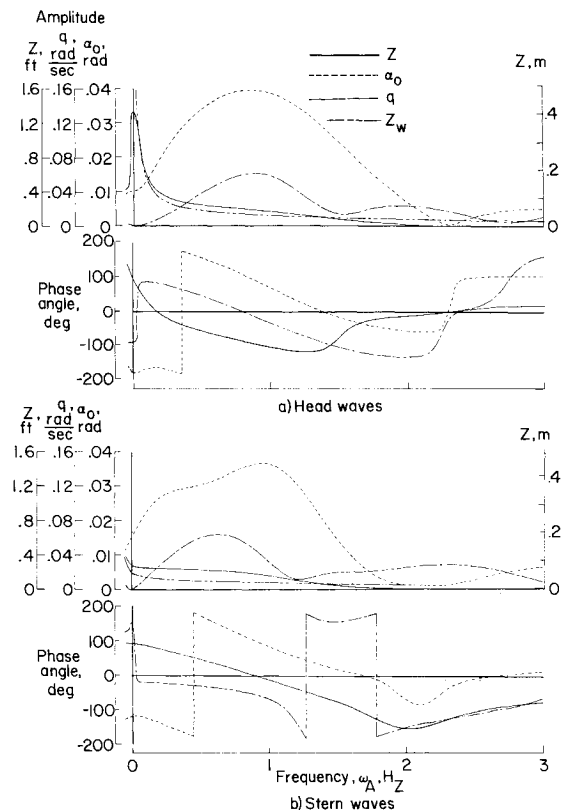 Amplitude
Z, q, α₀,
ft rad/sec rad
Z, m
Z
α₀
q
Z_w
1.6 .16 0.04
1.2 .12 .03
.8 .08 .02
.4 .04 .01
0 0 0
.4
.2
0
Phase angle, deg
200
100
0
-100
-200
a) Head waves
Z, q, α₀,
ft rad/sec rad
Z, m
1.6 .16 .04
1.2 .12 .03
.8 .08 .02
.4 .04 .01
0 0 0
.4
.2
0
Phase angle, deg
200
100
0
-100
-200
0 1 2 3
Frequency, ω_A, H_Z
b) Stern waves